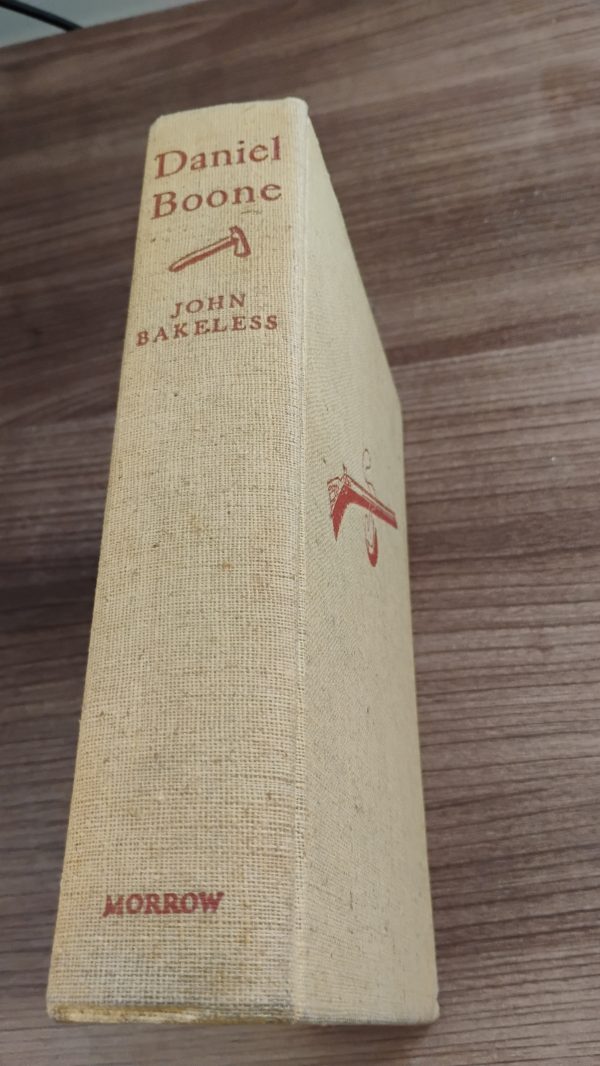 Daniel
Boone
JOHN
BAKELESS
MORROW